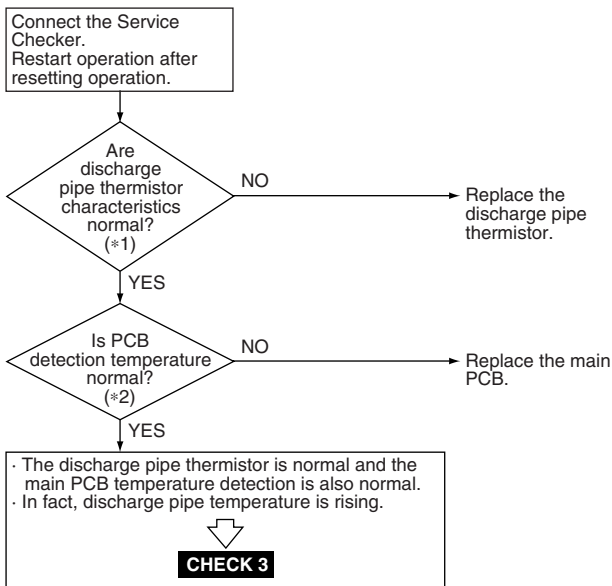 Connect the Service
Checker.
Restart operation after
resetting operation.
Are
discharge
pipe thermistor
characteristics
normal?
(*1)
NO
Replace the
discharge pipe
thermistor.
YES
Is PCB
detection temperature
normal?
(*2)
NO
Replace the main
PCB.
YES
· The discharge pipe thermistor is normal and the
main PCB temperature detection is also normal.
· In fact, discharge pipe temperature is rising.
CHECK 3